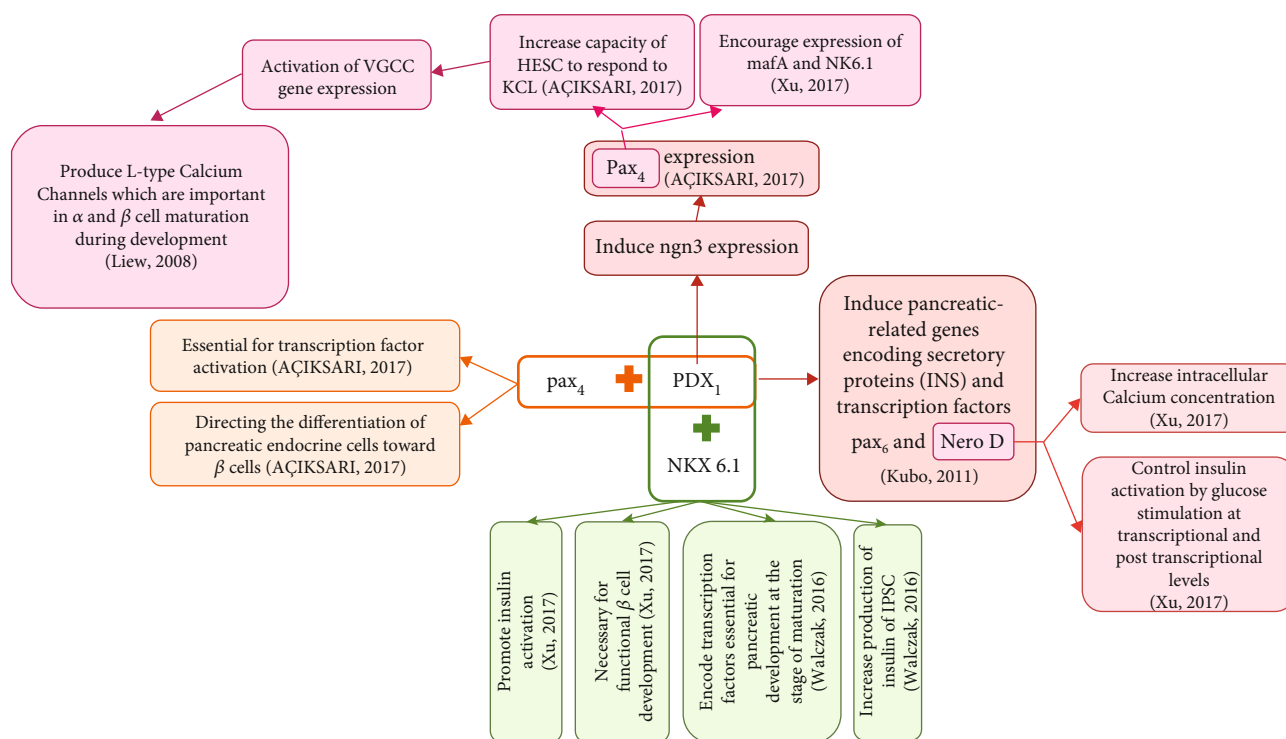 Increase capacity of
HESC to respond to
KCL (AÇIKSARI, 2017)
Encourage expression of
mafA and NK6.1
(Xu, 2017)
Activation of VGCC
gene expression
Produce L-type Calcium
Channels which are important
in α and β cell maturation
during development
(Liew, 2008)
Pax₄ expression
(AÇIKSARI, 2017)
Induce ngn3 expression
Essential for transcription factor
activation (AÇIKSARI, 2017)
Directing the differentiation of
pancreatic endocrine cells toward
β cells (AÇIKSARI, 2017)
pax₄ + PDX₁
+
NKX 6.1
Induce pancreatic-
related genes
encoding secretory
proteins (INS) and
transcription factors
pax₆ and Nero D
(Kubo, 2011)
Increase intracellular
Calcium concentration
(Xu, 2017)
Control insulin
activation by glucose
stimulation at
transcriptional and
post transcriptional
levels
(Xu, 2017)
Promote insulin
activation
(Xu, 2017)
Necessary for
functional β cell
development (Xu, 2017)
Encode transcription
factors essential for
pancreatic
development at the
stage of maturation
(Walczak, 2016)
Increase production of
insulin of IPSC
(Walczak, 2016)